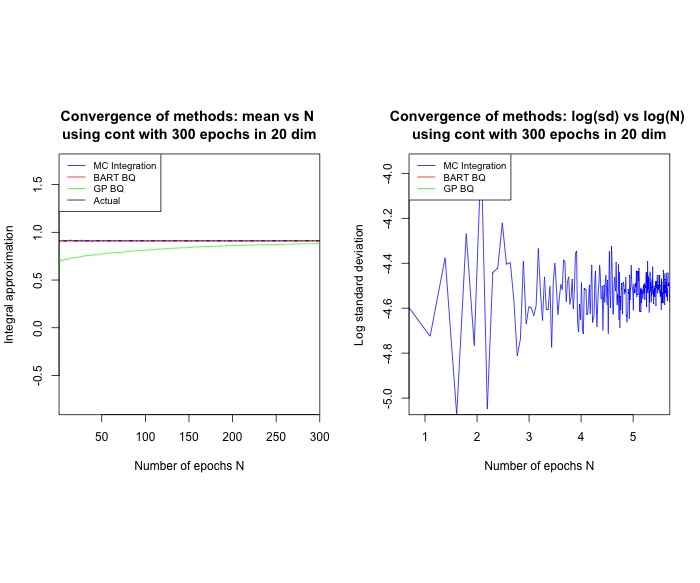 Convergence of methods: mean vs N
using cont with 300 epochs in 20 dim
MC Integration
BART BQ
GP BQ
Actual
Integral approximation
1.5
1.0
0.5
0.0
-0.5
50 100 150 200 250 300
Number of epochs N
Convergence of methods: log(sd) vs log(N)
using cont with 300 epochs in 20 dim
MC Integration
BART BQ
GP BQ
Log standard deviation
-4.0
-4.2
-4.4
-4.6
-4.8
-5.0
1 2 3 4 5
Number of epochs N